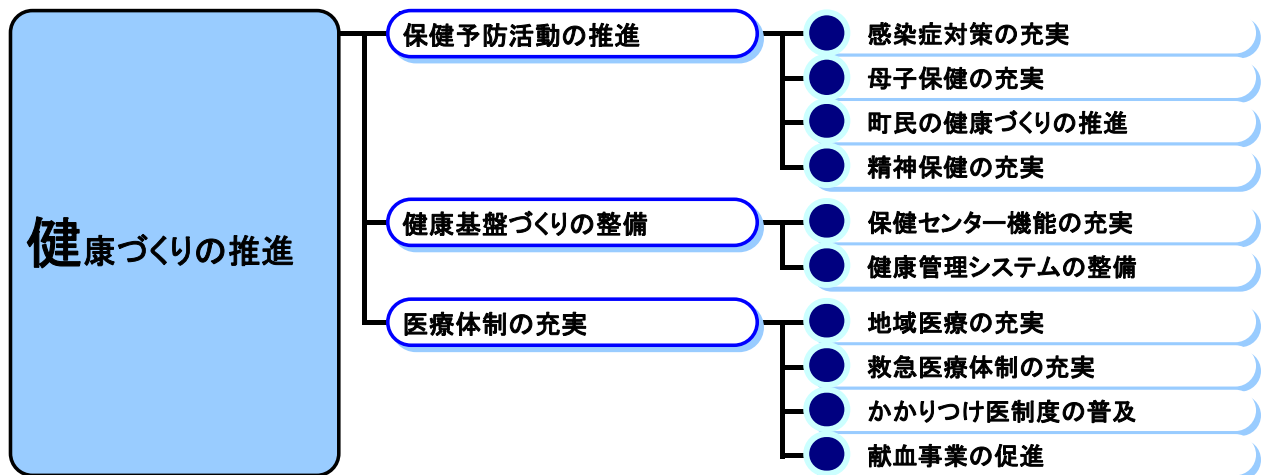 健康づくりの推進
保健予防活動の推進
感染症対策の充実
母子保健の充実
町民の健康づくりの推進
精神保健の充実
健康基盤づくりの整備
保健センター機能の充実
健康管理システムの整備
医療体制の充実
地域医療の充実
救急医療体制の充実
かかりつけ医制度の普及
献血事業の促進